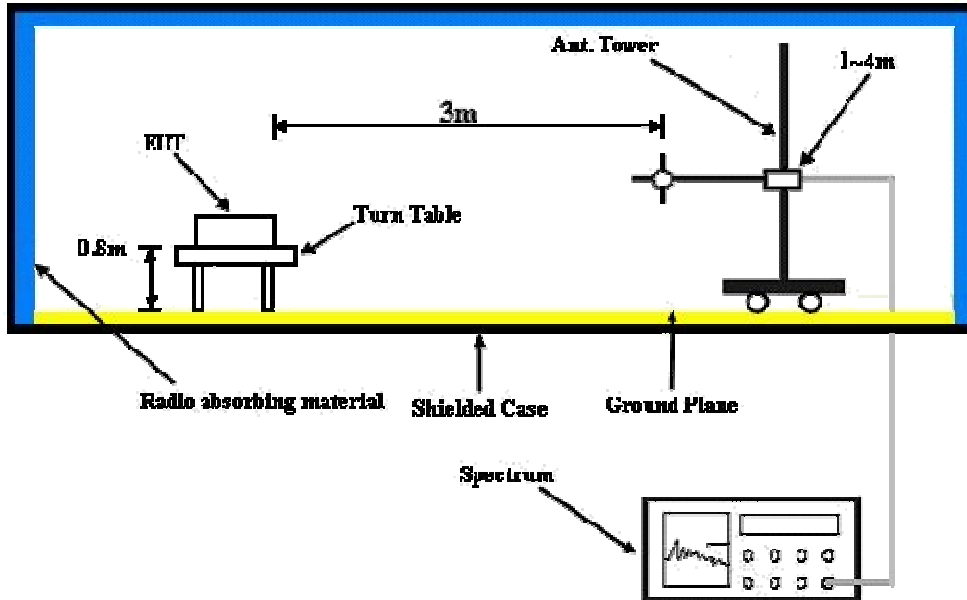 Ant. Tower
1~4m
3m
EUT
Turn Table
0.8m
Radio absorbing material
Shielded Case
Ground Plane
Spectrum